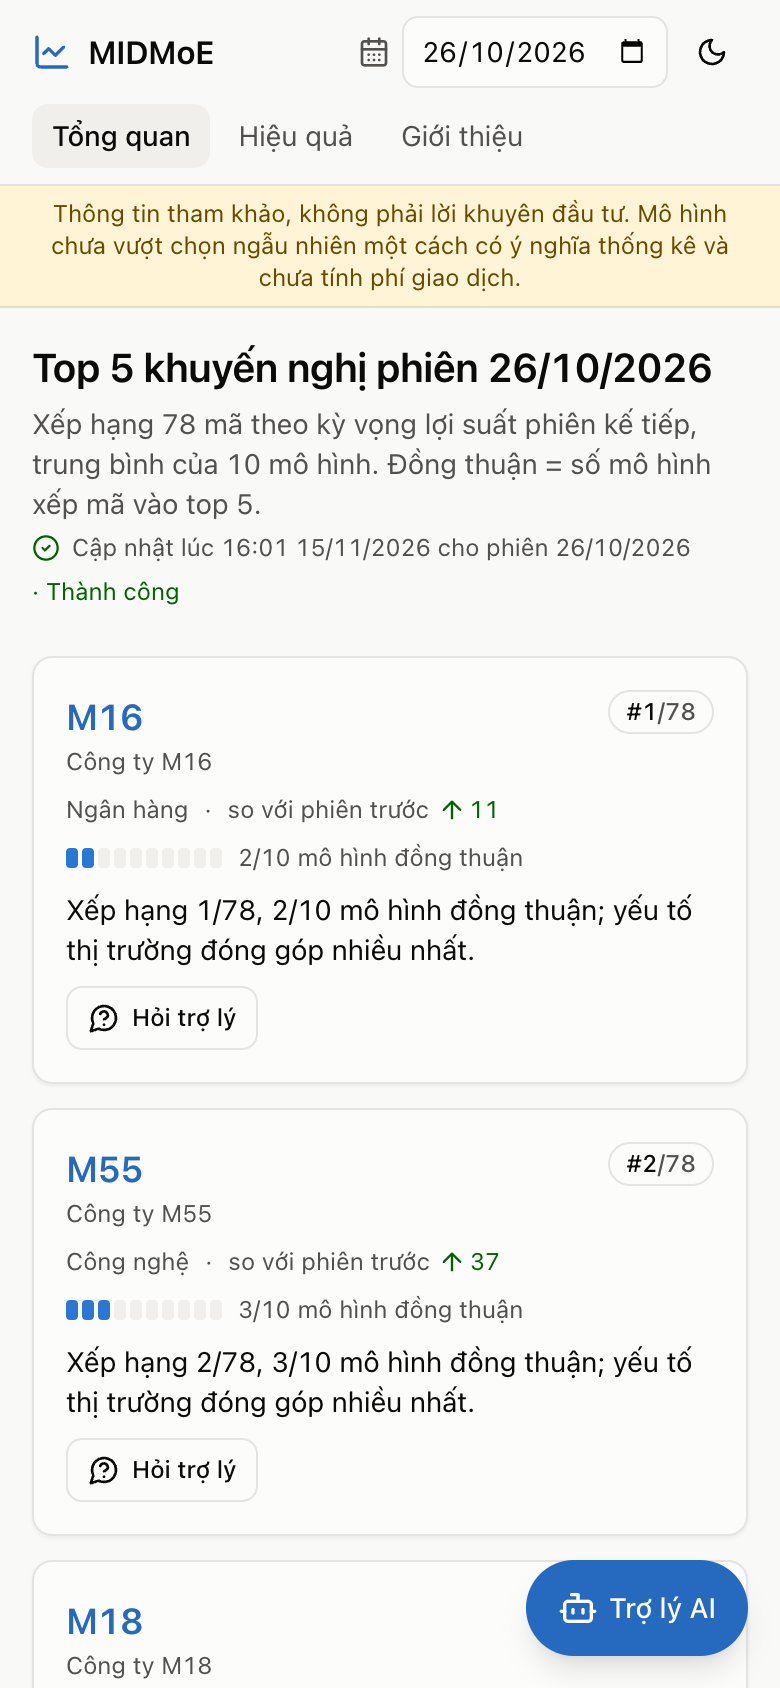 MIDMoE
26/10/2026
Tổng quan
Hiệu quả
Giới thiệu
Thông tin tham khảo, không phải lời khuyên đầu tư. Mô hình
chưa vượt chọn ngẫu nhiên một cách có ý nghĩa thống kê và
chưa tính phí giao dịch.
Top 5 khuyến nghị phiên 26/10/2026
Xếp hạng 78 mã theo kỳ vọng lợi suất phiên kế tiếp,
trung bình của 10 mô hình. Đồng thuận = số mô hình
xếp mã vào top 5.
Cập nhật lúc 16:01 15/11/2026 cho phiên 26/10/2026
· Thành công
M16
#1/78
Công ty M16
Ngân hàng · so với phiên trước ↑ 11
2/10 mô hình đồng thuận
Xếp hạng 1/78, 2/10 mô hình đồng thuận; yếu tố
thị trường đóng góp nhiều nhất.
Hỏi trợ lý
M55
#2/78
Công ty M55
Công nghệ · so với phiên trước ↑ 37
3/10 mô hình đồng thuận
Xếp hạng 2/78, 3/10 mô hình đồng thuận; yếu tố
thị trường đóng góp nhiều nhất.
Hỏi trợ lý
M18
Công ty M18
Trợ lý AI